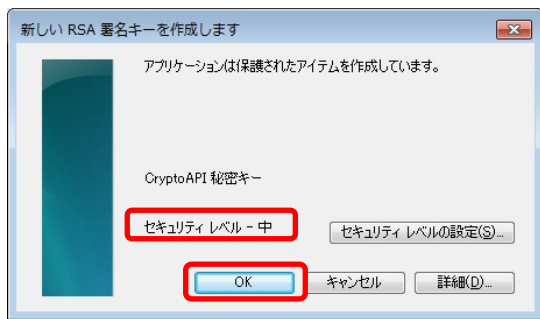 新しい RSA 署名キーを作成します
アプリケーションは保護されたアイテムを作成しています。
CryptoAPI 秘密キー
セキュリティ レベル - 中
セキュリティ レベルの設定(S)...
OK
キャンセル
詳細(D)...